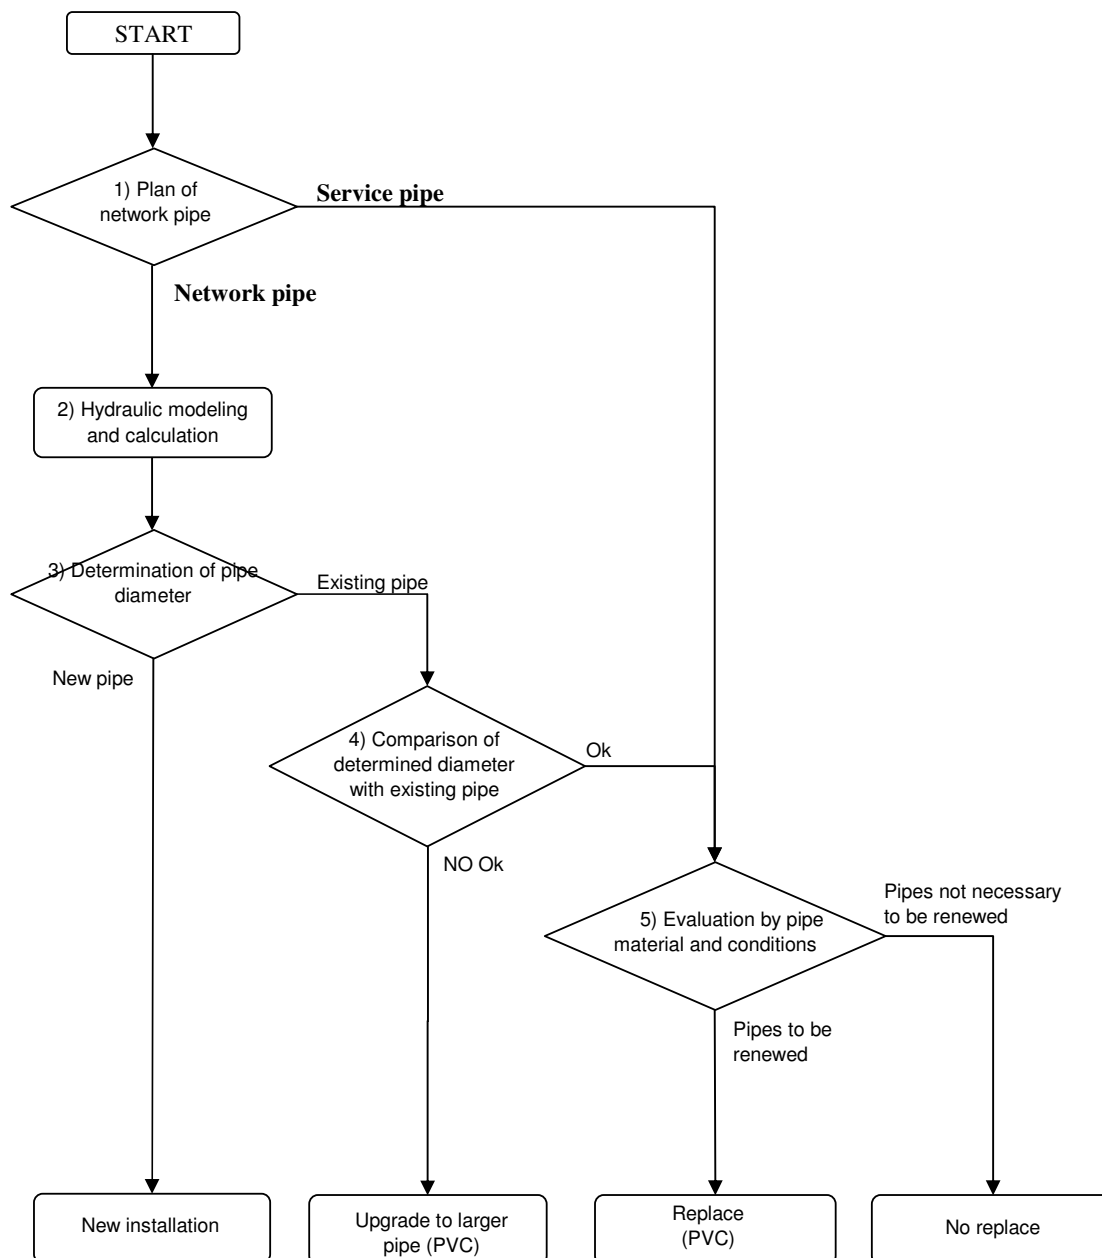 START
1) Plan of
network pipe
Service pipe
Network pipe
2) Hydraulic modeling
and calculation
3) Determination of pipe
diameter
Existing pipe
New pipe
4) Comparison of
determined diameter
with existing pipe
Ok
NO Ok
5) Evaluation by pipe
material and conditions
Pipes not necessary
to be renewed
Pipes to be
renewed
New installation
Upgrade to larger
pipe (PVC)
Replace
(PVC)
No replace